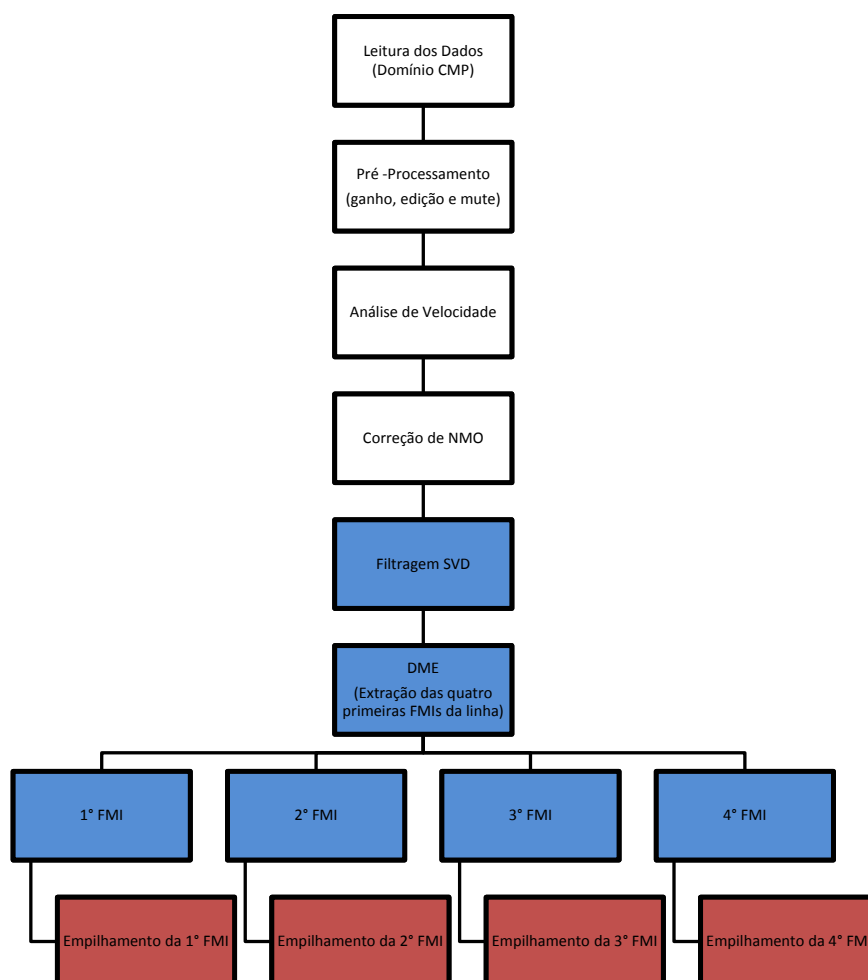 Leitura dos Dados
(Domínio CMP)
Pré -Processamento
(ganho, edição e mute)
Análise de Velocidade
Correção de NMO
Filtragem SVD
DME
(Extração das quatro
primeiras FMIs da linha)
1° FMI
2° FMI
3° FMI
4° FMI
Empilhamento da 1° FMI
Empilhamento da 2° FMI
Empilhamento da 3° FMI
Empilhamento da 4° FMI